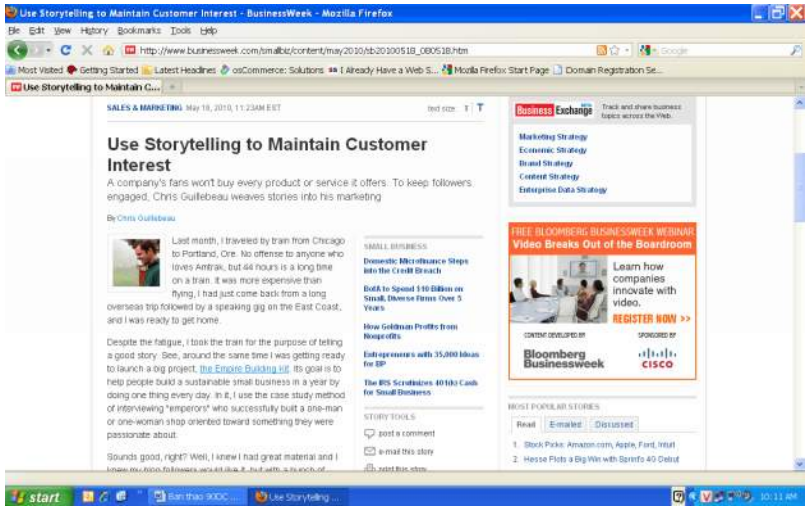 Use Storytelling to Maintain Customer Interest - BusinessWeek - Mozilla Firefox
File Edit View History Bookmarks Tools Help
http://www.businessweek.com/smallbiz/content/may2010/sb20100518_080518.htm
Google
Most Visited Getting Started Latest Headlines osCommerce: Solutions I Already Have a Web S... Mozilla Firefox Start Page Domain Registration Se...
Use Storytelling to Maintain C...
SALES & MARKETING May 18, 2010, 11:23AM EST
text size: T T
Use Storytelling to Maintain Customer
Interest
A company's fans won't buy every product or service it offers. To keep followers
engaged, Chris Guillebeau weaves stories into his marketing
By Chris Guillebeau
Last month, I traveled by train from Chicago
to Portland, Ore. No offense to anyone who
loves Amtrak, but 44 hours is a long time
on a train. It was more expensive than
flying, I had just come back from a long
overseas trip followed by a speaking gig on the East Coast,
and I was ready to get home.
Despite the fatigue, I took the train for the purpose of telling
a good story. See, around the same time I was getting ready
to launch a big project, the Empire Building Kit. Its goal is to
help people build a sustainable small business in a year by
doing one thing every day. In it, I use the case study method
of interviewing "emperors" who successfully built a one-man
or one-woman shop oriented toward something they were
passionate about.
Sounds good, right? Well, I knew I had great material and I
knew my blog followers would like it, but with a bunch of
SMALL BUSINESS
Domestic Microfinance Steps
into the Credit Breach
BofA to Spend $10 Billion on
Small, Diverse Firms Over 5
Years
How Goldman Profits from
Nonprofits
Entrepreneurs with 35,000 Ideas
for BP
The IRS Scrutinizes 401(k) Cash
for Small Business
STORY TOOLS
post a comment
e-mail this story
print this story
Business Exchange
Track and share business
topics across the Web.
Marketing Strategy
Economic Strategy
Brand Strategy
Content Strategy
Enterprise Data Strategy
FREE BLOOMBERG BUSINESSWEEK WEBINAR
Video Breaks Out of the Boardroom
Learn how
companies
innovate with
video.
REGISTER NOW >>
CONTENT DEVELOPED BY
SPONSORED BY
Bloomberg
Businessweek
CISCO
MOST POPULAR STORIES
Read E-mailed Discussed
1. Stock Picks: Amazon.com, Apple, Ford, Intuit
2. Hesse Plots a Big Win with Sprint's 4G Debut
start
Ban thao 90DC ...
Use Storytelling ...
10:11 AM